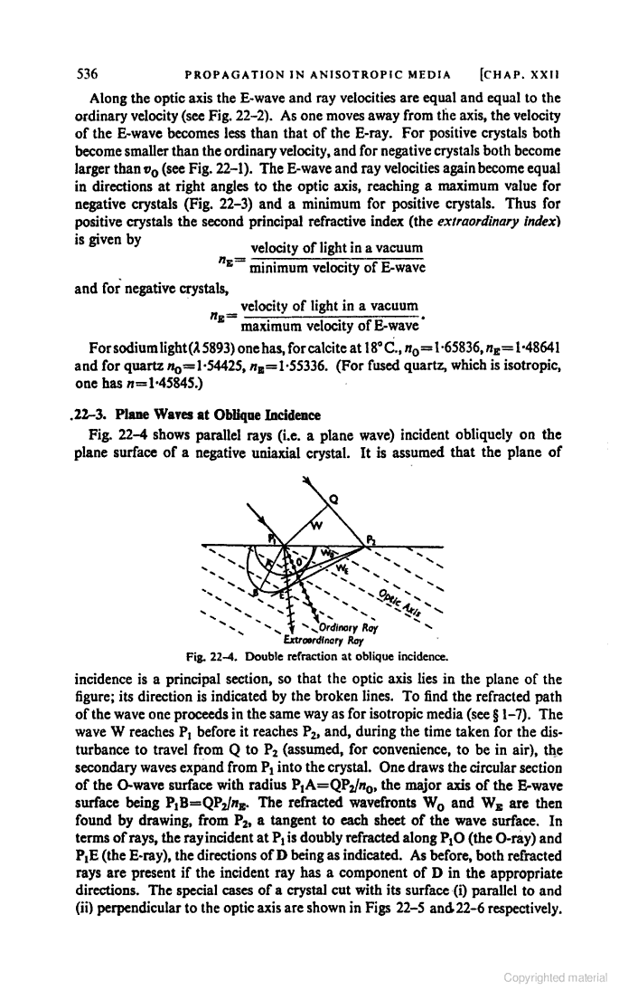 536 PROPAGATION IN ANISOTROPIC MEDIA [CHAP. XXII
Along the optic axis the E-wave and ray velocities are equal and equal to the
ordinary velocity (see Fig. 22–2). As one moves away from the axis, the velocity
of the E-wave becomes less than that of the E-ray. For positive crystals both
become smaller than the ordinary velocity, and for negative crystals both become
larger than v₀ (see Fig. 22–1). The E-wave and ray velocities again become equal
in directions at right angles to the optic axis, reaching a maximum value for
negative crystals (Fig. 22–3) and a minimum for positive crystals. Thus for
positive crystals the second principal refractive index (the extraordinary index)
is given by
n_E = velocity of light in a vacuum
minimum velocity of E-wave
and for negative crystals,
n_E = velocity of light in a vacuum
maximum velocity of E-wave.
For sodium light (λ 5893) one has, for calcite at 18° C., n_O=1·65836, n_E=1·48641
and for quartz n_O=1·54425, n_E=1·55336. (For fused quartz, which is isotropic,
one has n=1·45845.)
.22–3. Plane Waves at Oblique Incidence
Fig. 22–4 shows parallel rays (i.e. a plane wave) incident obliquely on the
plane surface of a negative uniaxial crystal. It is assumed that the plane of
Q
W
P₁ P₂
A O W_O
W_E
B E
Optic Axis
Ordinary Ray
Extraordinary Ray
Fig. 22–4. Double refraction at oblique incidence.
incidence is a principal section, so that the optic axis lies in the plane of the
figure; its direction is indicated by the broken lines. To find the refracted path
of the wave one proceeds in the same way as for isotropic media (see § 1–7). The
wave W reaches P₁ before it reaches P₂, and, during the time taken for the dis-
turbance to travel from Q to P₂ (assumed, for convenience, to be in air), the
secondary waves expand from P₁ into the crystal. One draws the circular section
of the O-wave surface with radius P₁A=QP₂/n_O, the major axis of the E-wave
surface being P₁B=QP₂/n_E. The refracted wavefronts W_O and W_E are then
found by drawing, from P₂, a tangent to each sheet of the wave surface. In
terms of rays, the ray incident at P₁ is doubly refracted along P₁O (the O-ray) and
P₁E (the E-ray), the directions of D being as indicated. As before, both refracted
rays are present if the incident ray has a component of D in the appropriate
directions. The special cases of a crystal cut with its surface (i) parallel to and
(ii) perpendicular to the optic axis are shown in Figs 22–5 and 22–6 respectively.
Copyrighted material